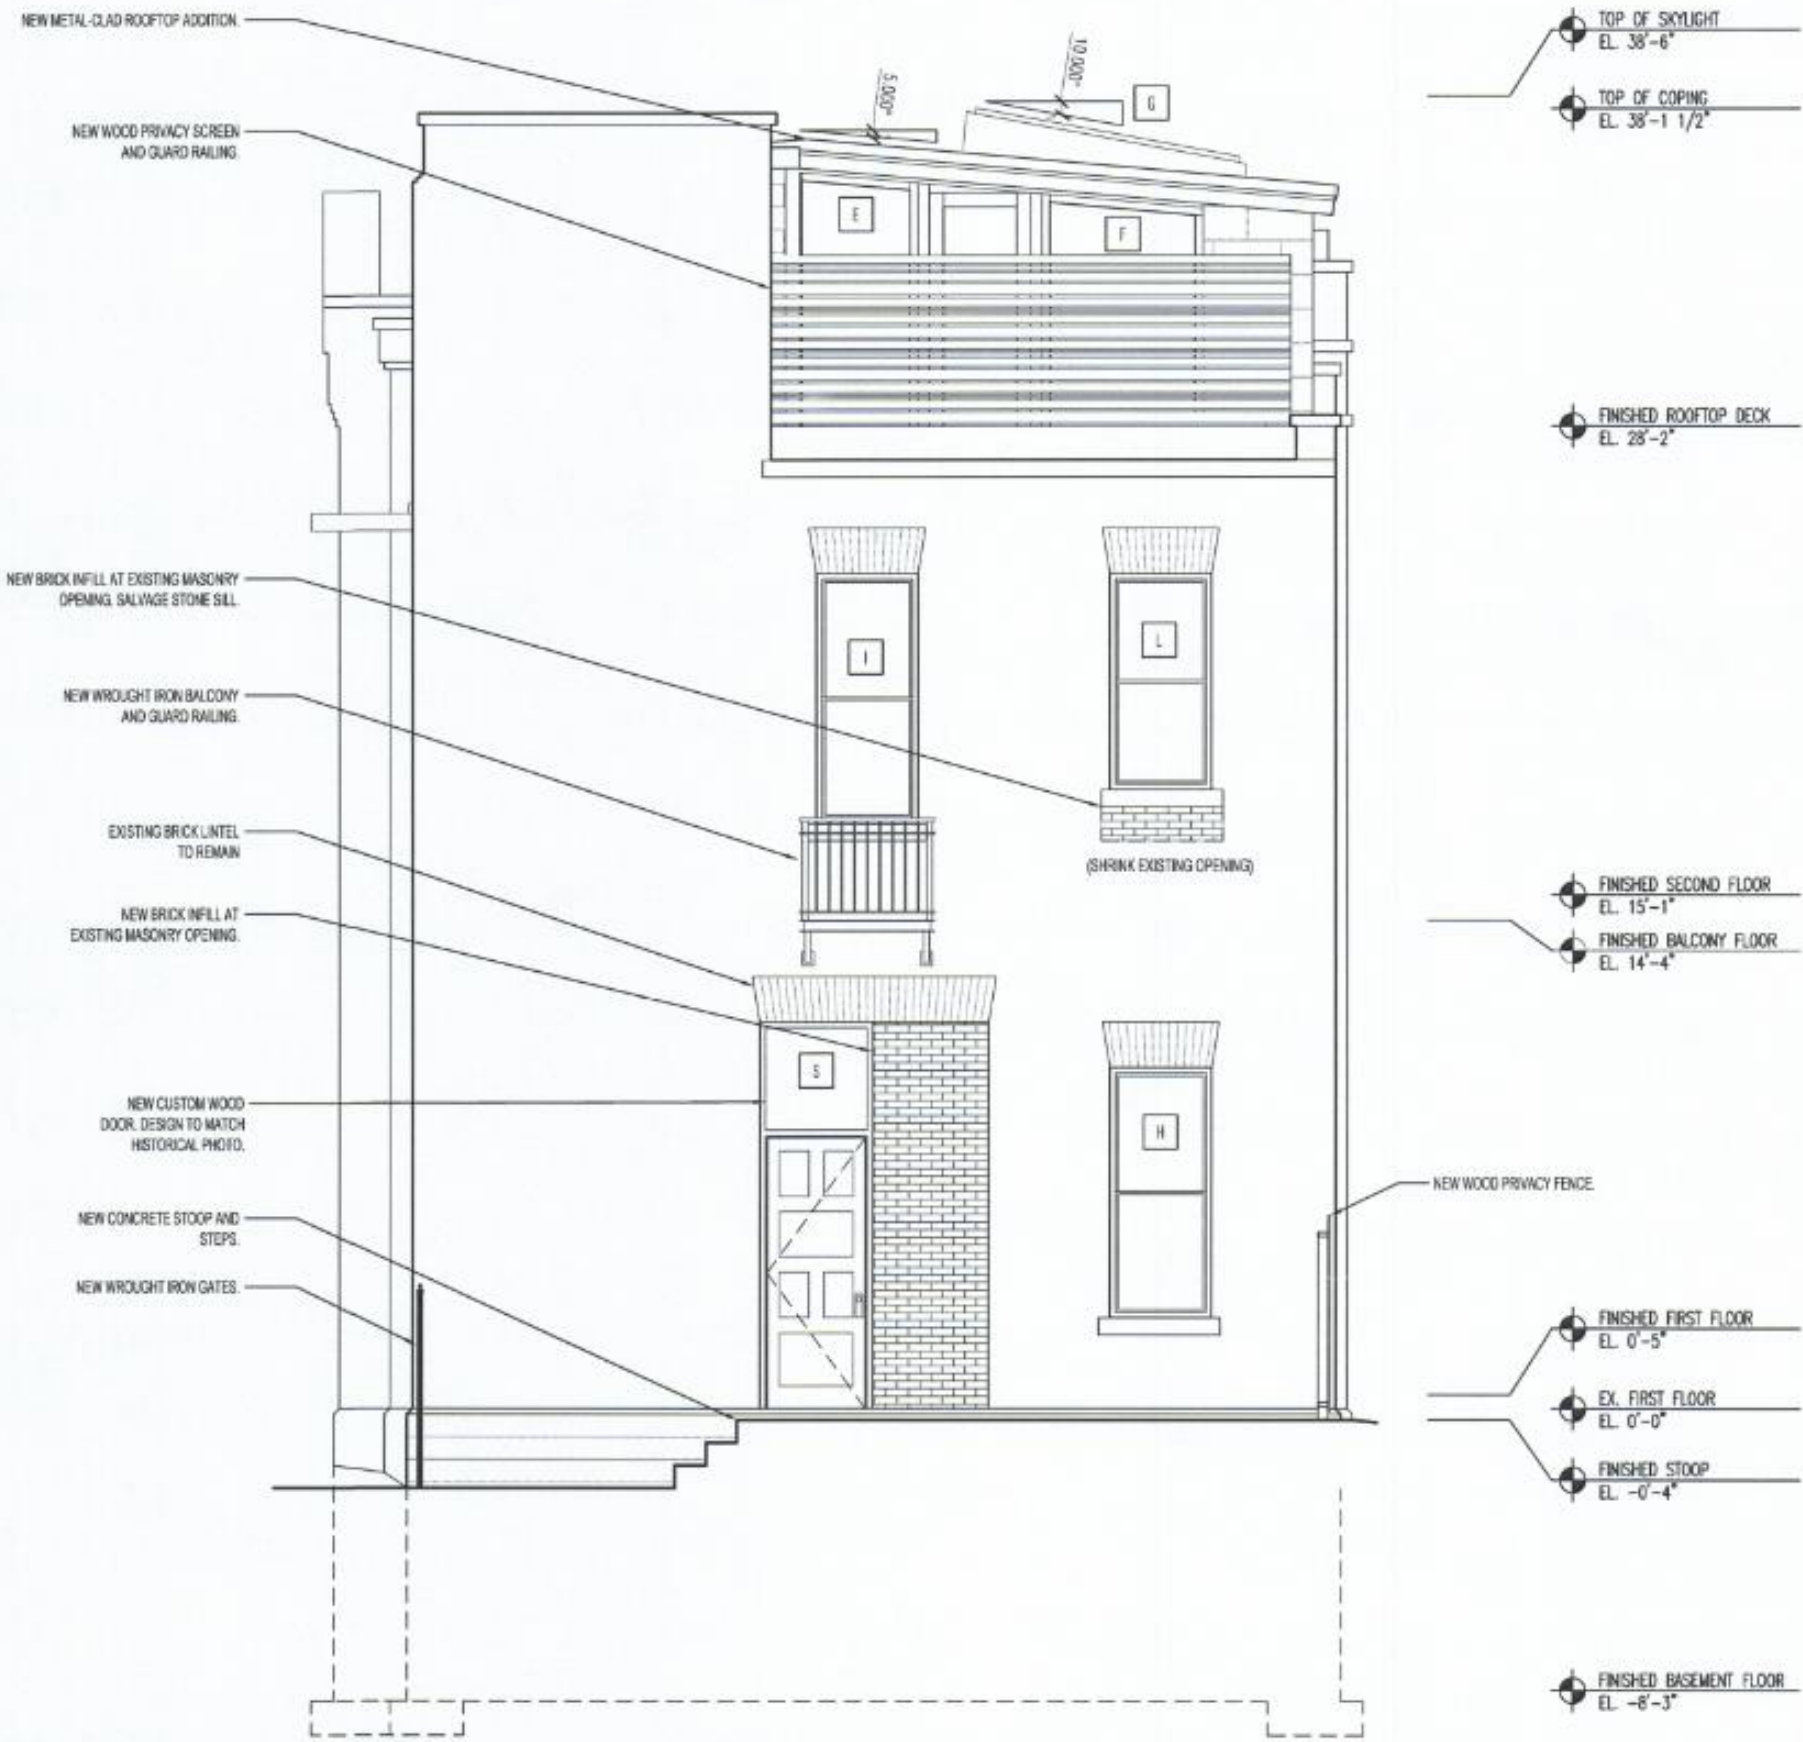 NEW METAL-CLAD ROOFTOP ADDITION.
NEW WOOD PRIVACY SCREEN
AND GUARD RAILING.
NEW BRICK INFILL AT EXISTING MASONRY
OPENING. SALVAGE STONE SILL.
NEW WROUGHT IRON BALCONY
AND GUARD RAILING.
EXISTING BRICK LINTEL
TO REMAIN
NEW BRICK INFILL AT
EXISTING MASONRY OPENING.
NEW CUSTOM WOOD
DOOR. DESIGN TO MATCH
HISTORICAL PHOTO.
NEW CONCRETE STOOP AND
STEPS.
NEW WROUGHT IRON GATES.
5.000°
10.000°
G
E
F
I
L
(SHRINK EXISTING OPENING)
S
H
NEW WOOD PRIVACY FENCE.
TOP OF SKYLIGHT
EL. 38'-6"
TOP OF COPING
EL. 38'-1 1/2"
FINISHED ROOFTOP DECK
EL. 28'-2"
FINISHED SECOND FLOOR
EL. 15'-1"
FINISHED BALCONY FLOOR
EL. 14'-4"
FINISHED FIRST FLOOR
EL. 0'-5"
EX. FIRST FLOOR
EL. 0'-0"
FINISHED STOOP
EL. -0'-4"
FINISHED BASEMENT FLOOR
EL. -8'-3"